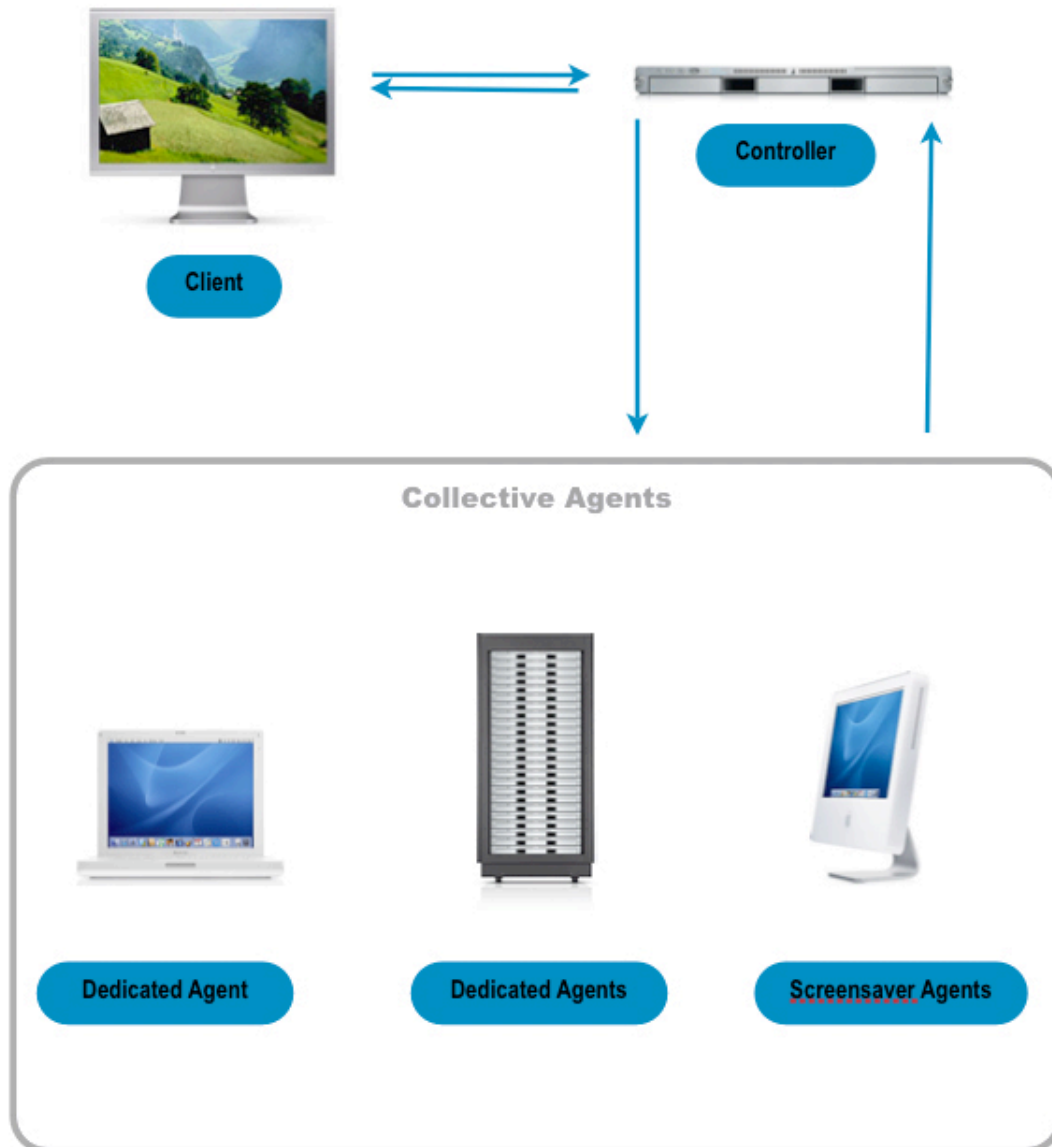 Controller
Client
Collective Agents
Dedicated Agent
Dedicated Agents
Screensaver Agents